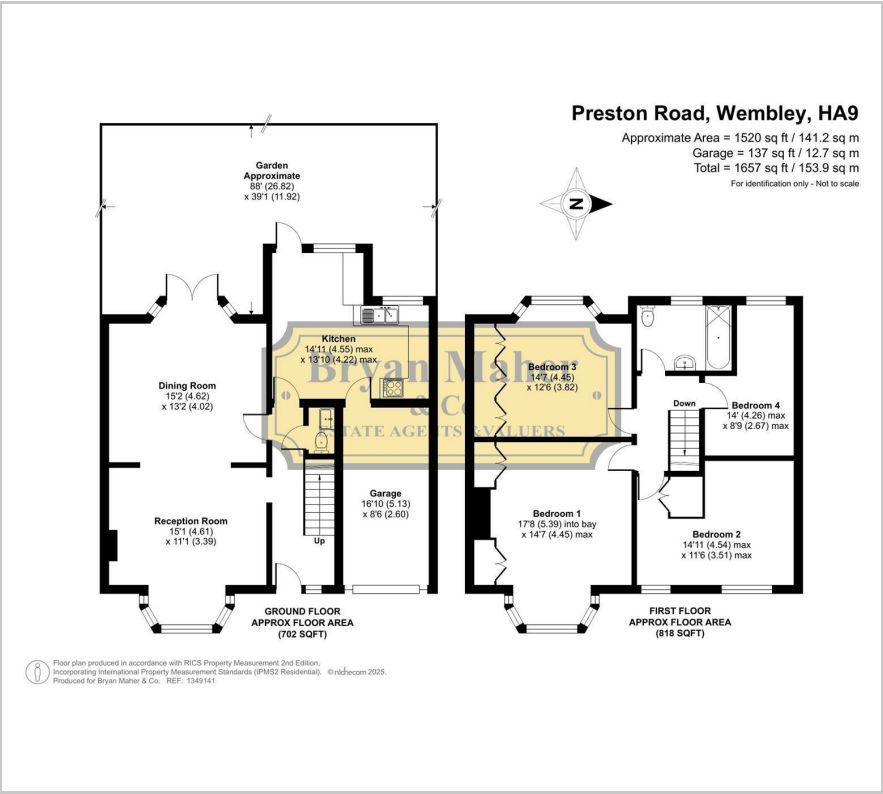 Preston Road, Wembley, HA9
Approximate Area = 1520 sq ft / 141.2 sq m
Garage = 137 sq ft / 12.7 sq m
Total = 1657 sq ft / 153.9 sq m
For identification only - Not to scale
N
Garden
Approximate
88' (26.82)
x 39'1 (11.92)
Kitchen
14'11 (4.55) max
x 13'10 (4.22) max
Dining Room
15'2 (4.62)
x 13'2 (4.02)
Reception Room
15'1 (4.61)
x 11'1 (3.39)
Garage
16'10 (5.13)
x 8'6 (2.60)
Up
GROUND FLOOR
APPROX FLOOR AREA
(702 SQFT)
Bedroom 3
14'7 (4.45)
x 12'6 (3.82)
Down
Bedroom 4
14' (4.26) max
x 8'9 (2.67) max
Bedroom 1
17'8 (5.39) into bay
x 14'7 (4.45) max
Bedroom 2
14'11 (4.54) max
x 11'6 (3.51) max
FIRST FLOOR
APPROX FLOOR AREA
(818 SQFT)
Bryan Maher
& Co
ESTATE AGENTS & VALUERS
Floor plan produced in accordance with RICS Property Measurement 2nd Edition,
Incorporating International Property Measurement Standards (IPMS2 Residential). © nichecom 2025.
Produced for Bryan Maher & Co. REF: 1349141